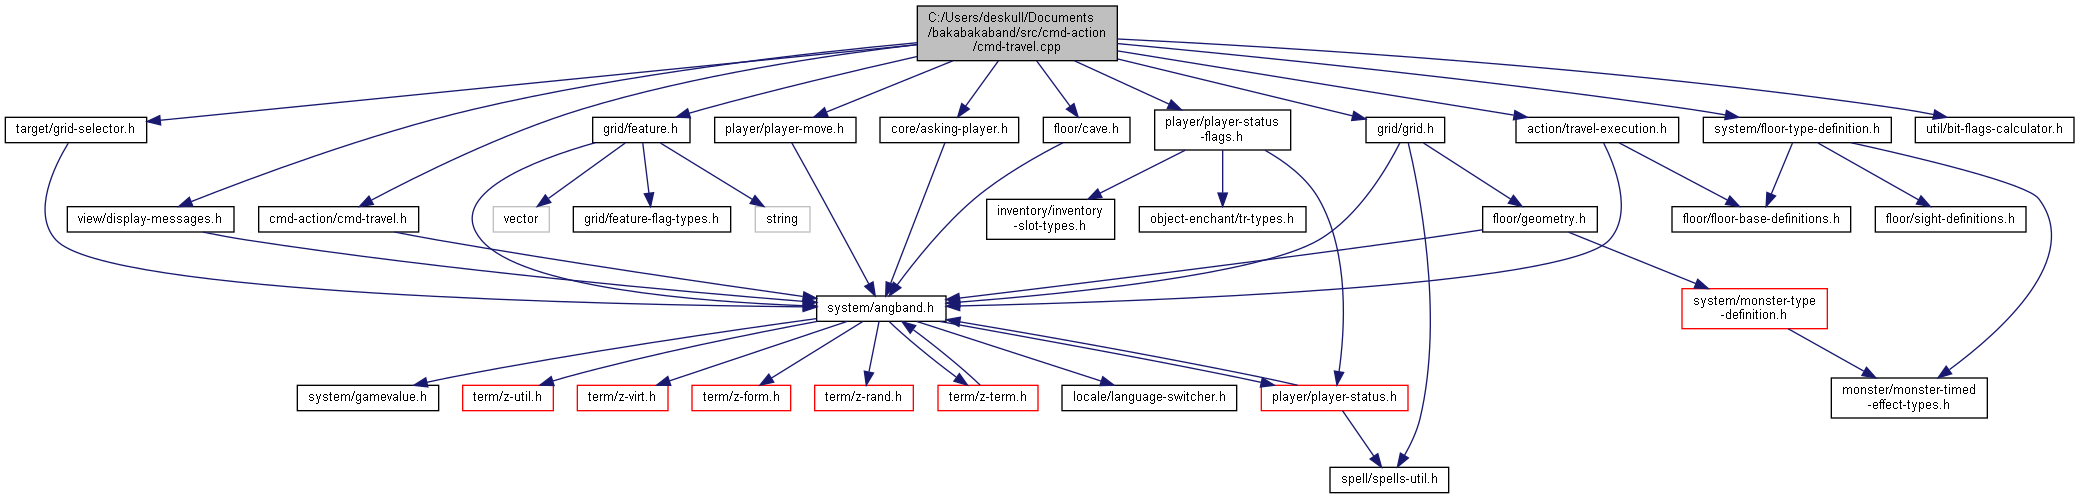 C:/Users/deskull/Documents
/bakabakaband/src/cmd-action
/cmd-travel.cpp
target/grid-selector.h
grid/feature.h
player/player-move.h
core/asking-player.h
floor/cave.h
player/player-status
-flags.h
grid/grid.h
action/travel-execution.h
system/floor-type-definition.h
util/bit-flags-calculator.h
view/display-messages.h
cmd-action/cmd-travel.h
vector
grid/feature-flag-types.h
string
inventory/inventory
-slot-types.h
object-enchant/tr-types.h
floor/geometry.h
floor/floor-base-definitions.h
floor/sight-definitions.h
system/angband.h
system/monster-type
-definition.h
system/gamevalue.h
term/z-util.h
term/z-virt.h
term/z-form.h
term/z-rand.h
term/z-term.h
locale/language-switcher.h
player/player-status.h
monster/monster-timed
-effect-types.h
spell/spells-util.h